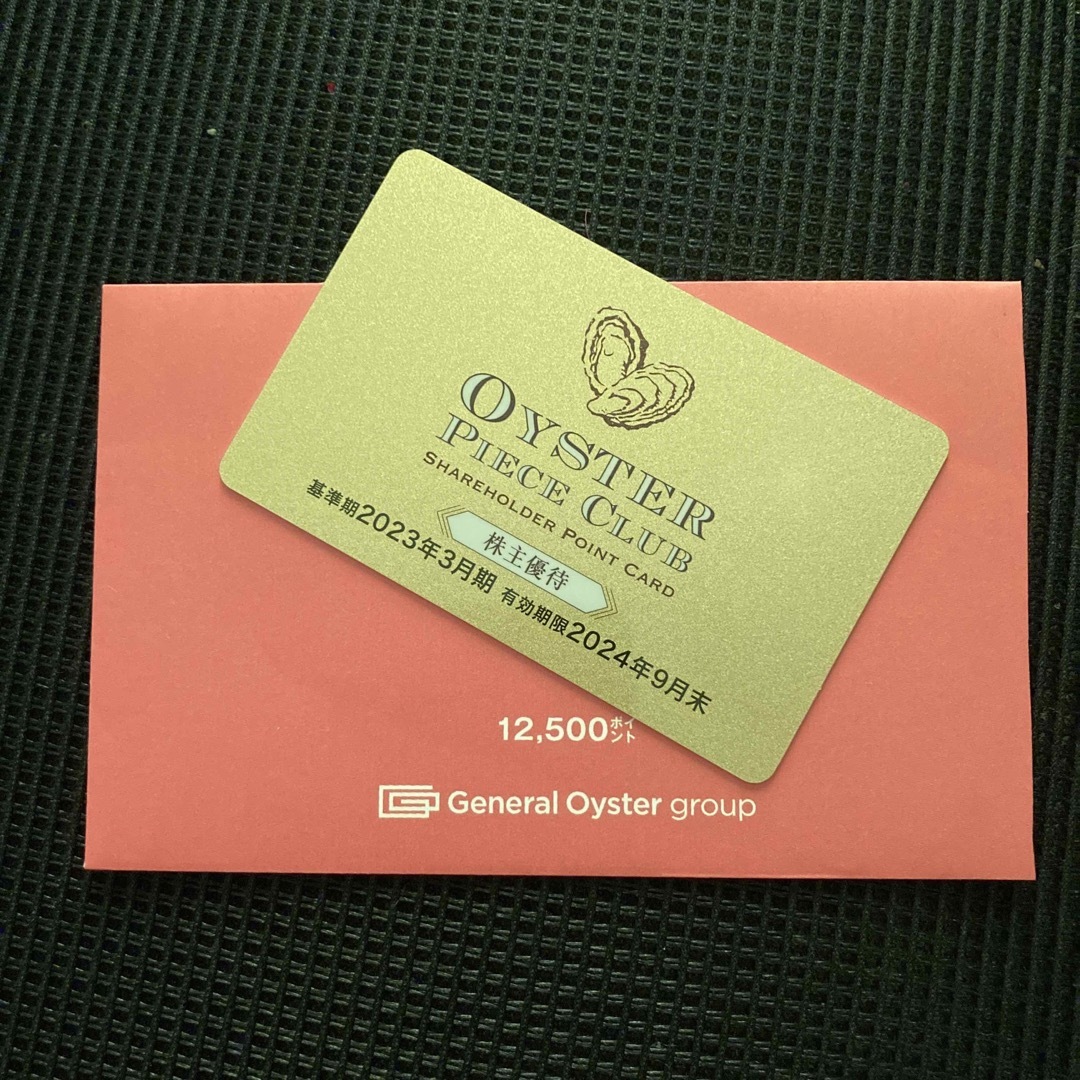 OYSTER
PIECE CLUB
SHAREHOLDER POINT CARD
株主優待
基準期2023年3月期 有効期限2024年9月末
12,500ポイント
General Oyster group